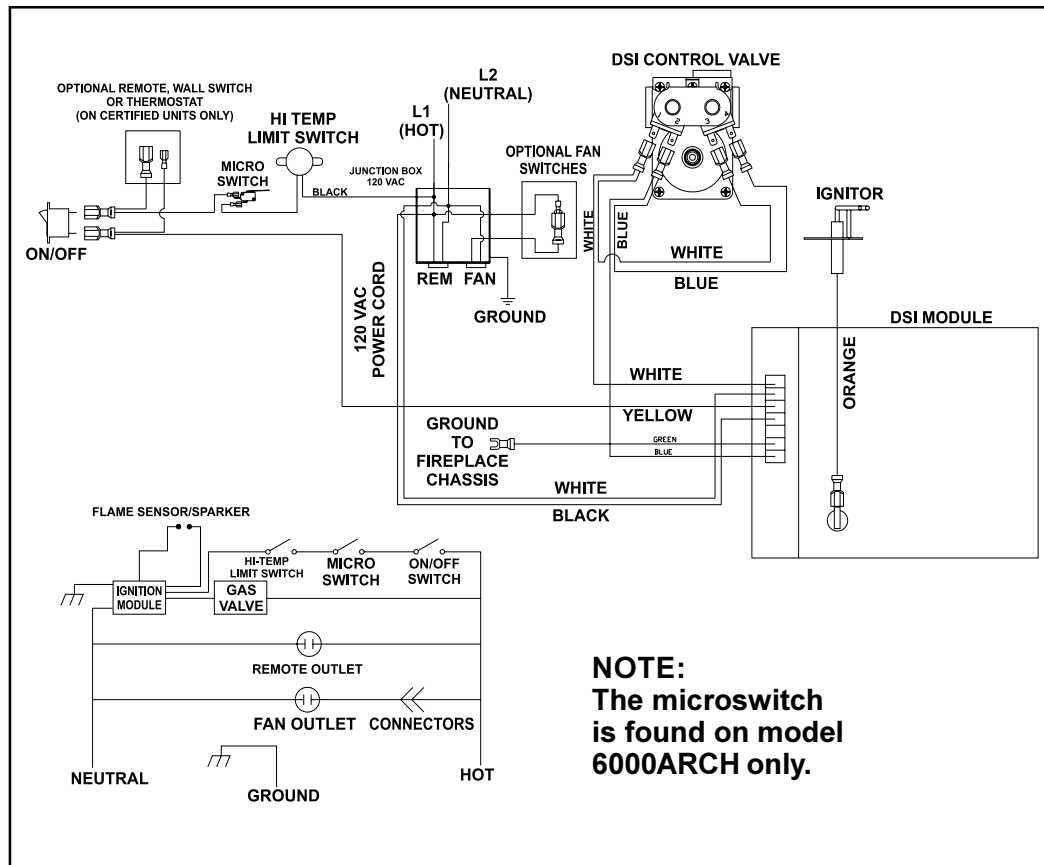 L2
(NEUTRAL)
L1
(HOT)
DSI CONTROL VALVE
OPTIONAL REMOTE, WALL SWITCH
OR THERMOSTAT
(ON CERTIFIED UNITS ONLY)
HI TEMP
LIMIT SWITCH
MICRO
SWITCH
BLACK
JUNCTION BOX
120 VAC
OPTIONAL FAN
SWITCHES
1
2
3
4
IGNITOR
ON/OFF
WHITE
BLUE
WHITE
BLUE
REM
FAN
GROUND
120 VAC
POWER CORD
DSI MODULE
ORANGE
WHITE
YELLOW
GROUND
TO
FIREPLACE
CHASSIS
GREEN
BLUE
WHITE
BLACK
FLAME SENSOR/SPARKER
HI-TEMP
LIMIT SWITCH
MICRO
SWITCH
ON/OFF
SWITCH
IGNITION
MODULE
GAS
VALVE
REMOTE OUTLET
FAN OUTLET
CONNECTORS
NEUTRAL
GROUND
HOT
NOTE:
The microswitch
is found on model
6000ARCH only.